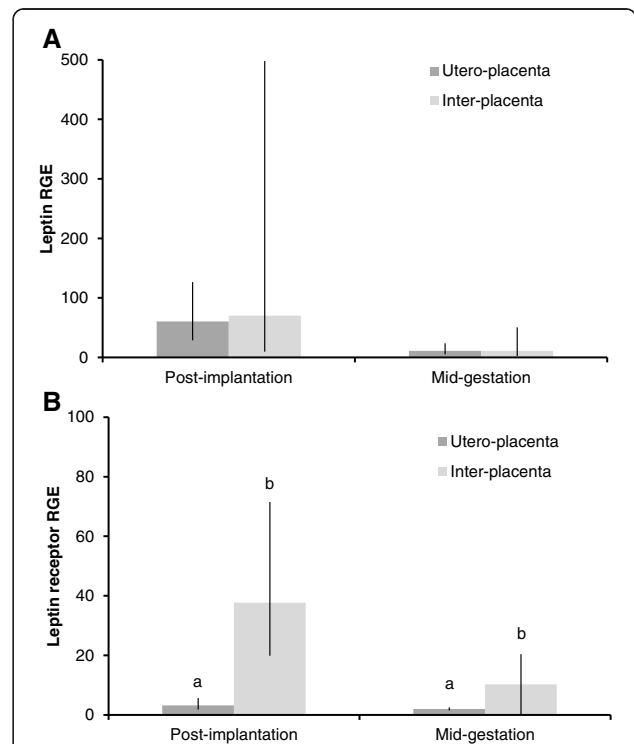 A
500
400
300
200
100
0
Leptin RGE
Utero-placenta
Inter-placenta
Post-implantation Mid-gestation
B
100
80
60
40
20
0
Leptin receptor RGE
Utero-placenta
Inter-placenta
a b a b
Post-implantation Mid-gestation